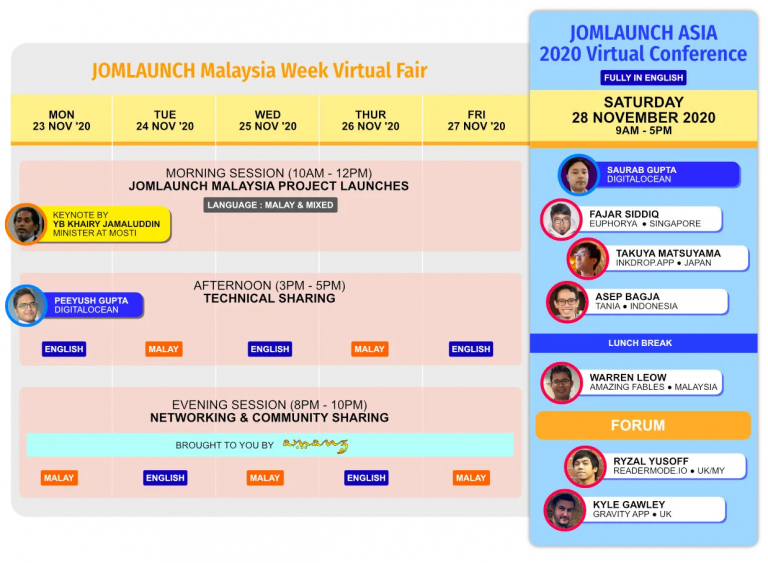 JOMLAUNCH Malaysia Week Virtual Fair
MON
23 NOV '20
TUE
24 NOV '20
WED
25 NOV '20
THUR
26 NOV '20
FRI
27 NOV '20
MORNING SESSION (10AM - 12PM)
JOMLAUNCH MALAYSIA PROJECT LAUNCHES
LANGUAGE : MALAY & MIXED
KEYNOTE BY
YB KHAIRY JAMALUDDIN
MINISTER AT MOSTI
AFTERNOON (3PM - 5PM)
TECHNICAL SHARING
PEEYUSH GUPTA
DIGITALOCEAN
ENGLISH
MALAY
ENGLISH
MALAY
ENGLISH
EVENING SESSION (8PM - 10PM)
NETWORKING & COMMUNITY SHARING
BROUGHT TO YOU BY amanz
MALAY
ENGLISH
MALAY
ENGLISH
MALAY
JOMLAUNCH ASIA
2020 Virtual Conference
FULLY IN ENGLISH
SATURDAY
28 NOVEMBER 2020
9AM - 5PM
SAURAB GUPTA
DIGITALOCEAN
FAJAR SIDDIQ
EUPHORYA ● SINGAPORE
TAKUYA MATSUYAMA
INKDROP.APP ● JAPAN
ASEP BAGJA
TANIA ● INDONESIA
LUNCH BREAK
WARREN LEOW
AMAZING FABLES ● MALAYSIA
FORUM
RYZAL YUSOFF
READERMODE.IO ● UK/MY
KYLE GAWLEY
GRAVITY APP ● UK